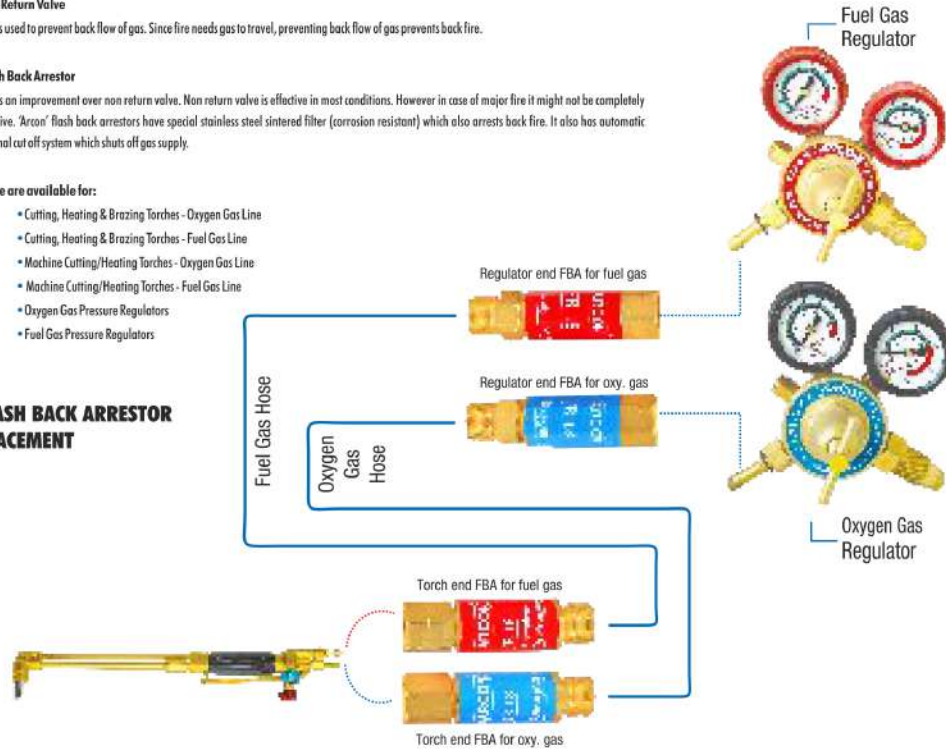 Return Valve
s used to prevent back flow of gas. Since fire needs gas to travel, preventing back flow of gas prevents back fire.
h Back Arrestor
s an improvement over non return valve. Non return valve is effective in most conditions. However in case of major fire it might not be completely
ive. 'Arcon' flash back arrestors have special stainless steel sintered filter (corrosion resistant) which also arrests back fire. It also has automatic
nal cut off system which shuts off gas supply.
e are available for:
• Cutting, Heating & Brazing Torches - Oxygen Gas Line
• Cutting, Heating & Brazing Torches - Fuel Gas Line
• Machine Cutting/Heating Torches - Oxygen Gas Line
• Machine Cutting/Heating Torches - Fuel Gas Line
• Oxygen Gas Pressure Regulators
• Fuel Gas Pressure Regulators
ASH BACK ARRESTOR
ACEMENT
Fuel Gas
Regulator
Regulator end FBA for fuel gas
Regulator end FBA for oxy. gas
Fuel Gas Hose
Oxygen
Gas
Hose
Oxygen Gas
Regulator
Torch end FBA for fuel gas
Torch end FBA for oxy. gas